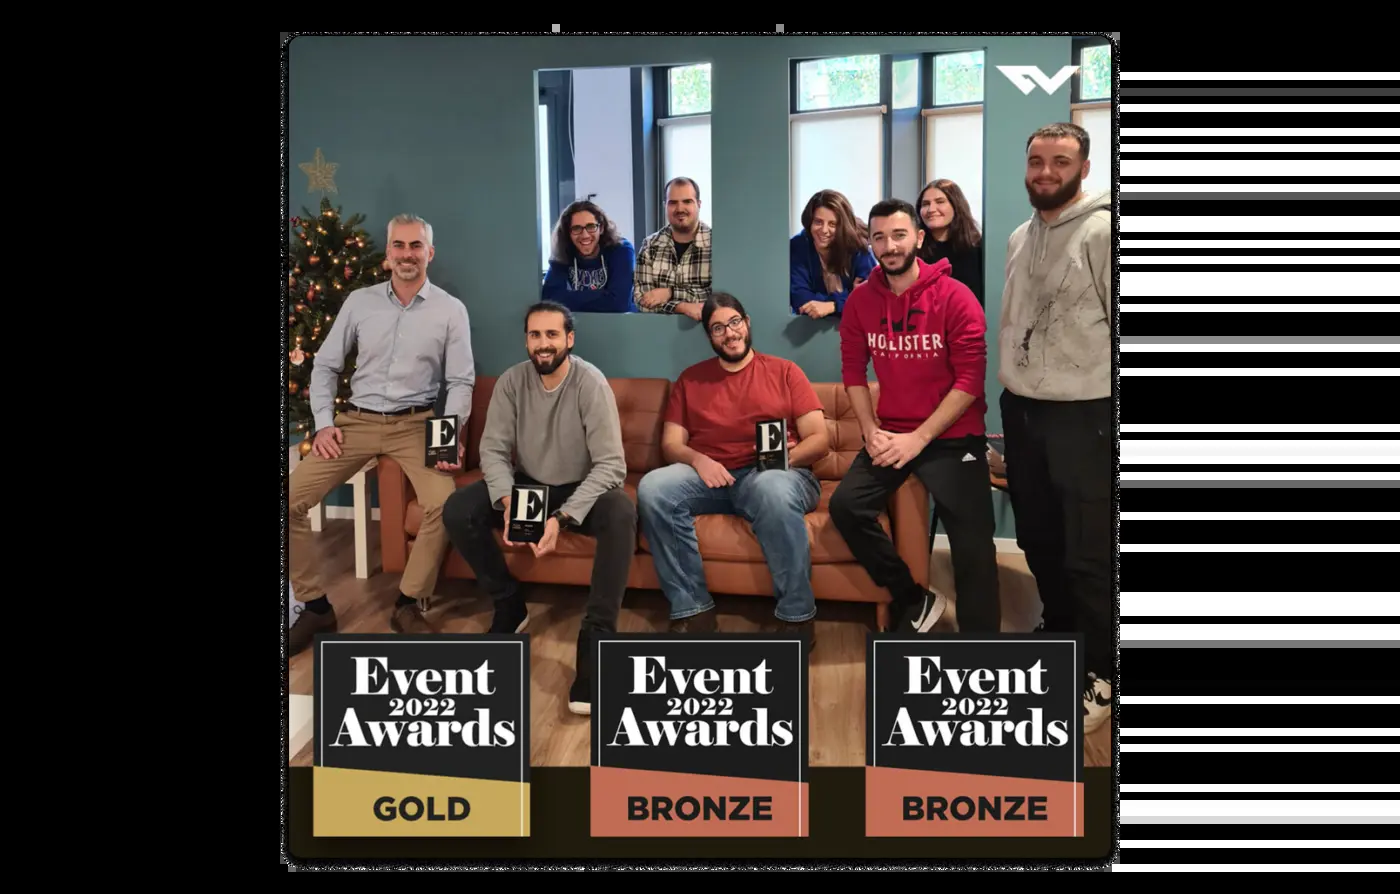 HOLLISTER
CALIFORNIA
E
E
E
Event
2022
Awards
GOLD
Event
2022
Awards
BRONZE
Event
2022
Awards
BRONZE